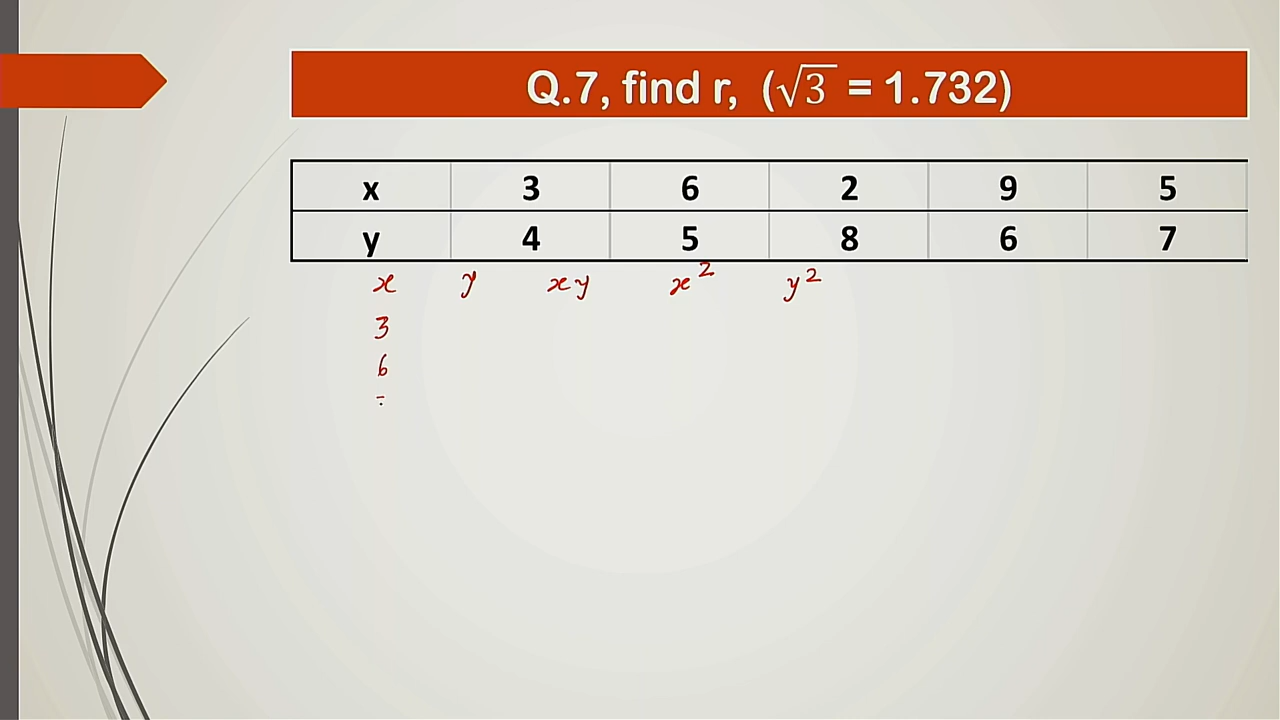 Q.7, find r, (√3 = 1.732)
x 3 6 2 9 5
y 4 5 8 6 7
x y xy x² y²
3
6